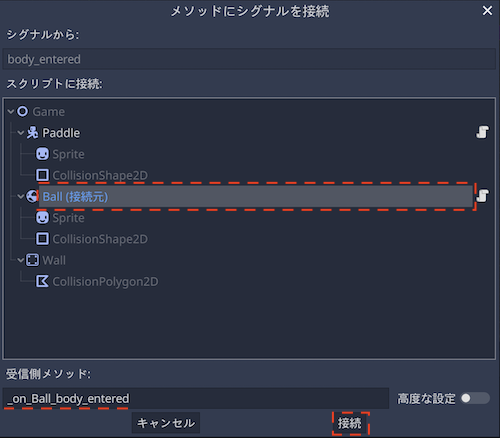 メソッドにシグナルを接続
シグナルから:
body_entered
スクリプトに接続:
Game
Paddle
Sprite
CollisionShape2D
Ball (接続元)
Sprite
CollisionShape2D
Wall
CollisionPolygon2D
受信側メソッド:
_on_Ball_body_entered 高度な設定
キャンセル 接続